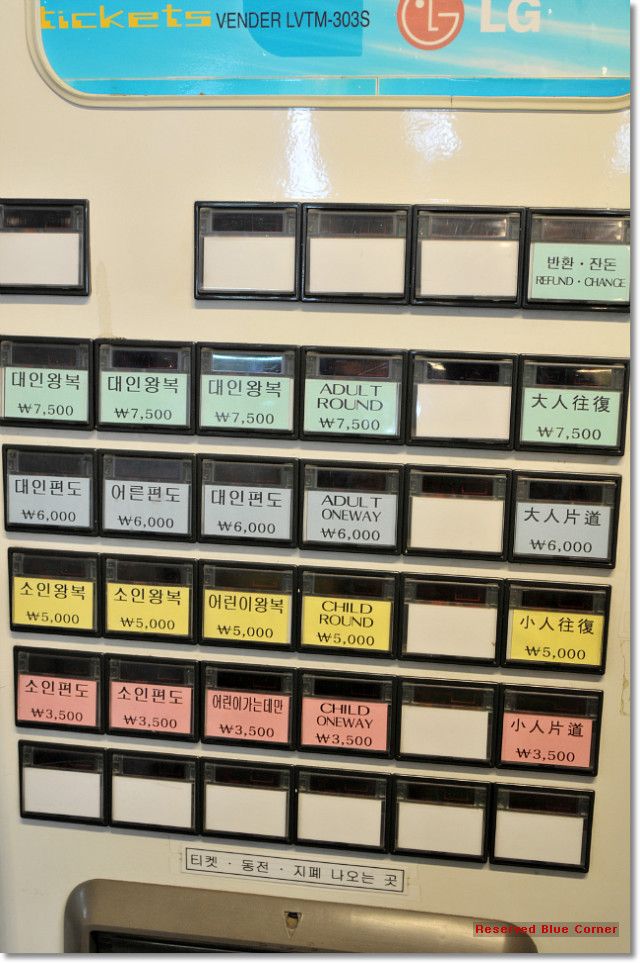 tickets VENDER LVTM-303S LG
반환 · 잔돈
REFUND · CHANGE
대인왕복
₩7,500
대인왕복
₩7,500
대인왕복
₩7,500
ADULT
ROUND
₩7,500
大人往復
₩7,500
대인편도
₩6,000
어른편도
₩6,000
대인편도
₩6,000
ADULT
ONEWAY
₩6,000
大人片道
₩6,000
소인왕복
₩5,000
소인왕복
₩5,000
어린이왕복
₩5,000
CHILD
ROUND
₩5,000
小人往復
₩5,000
소인편도
₩3,500
소인편도
₩3,500
어린이가는데만
₩3,500
CHILD
ONEWAY
₩3,500
小人片道
₩3,500
티켓 · 동전 · 지폐 나오는 곳
Reserved Blue Corner